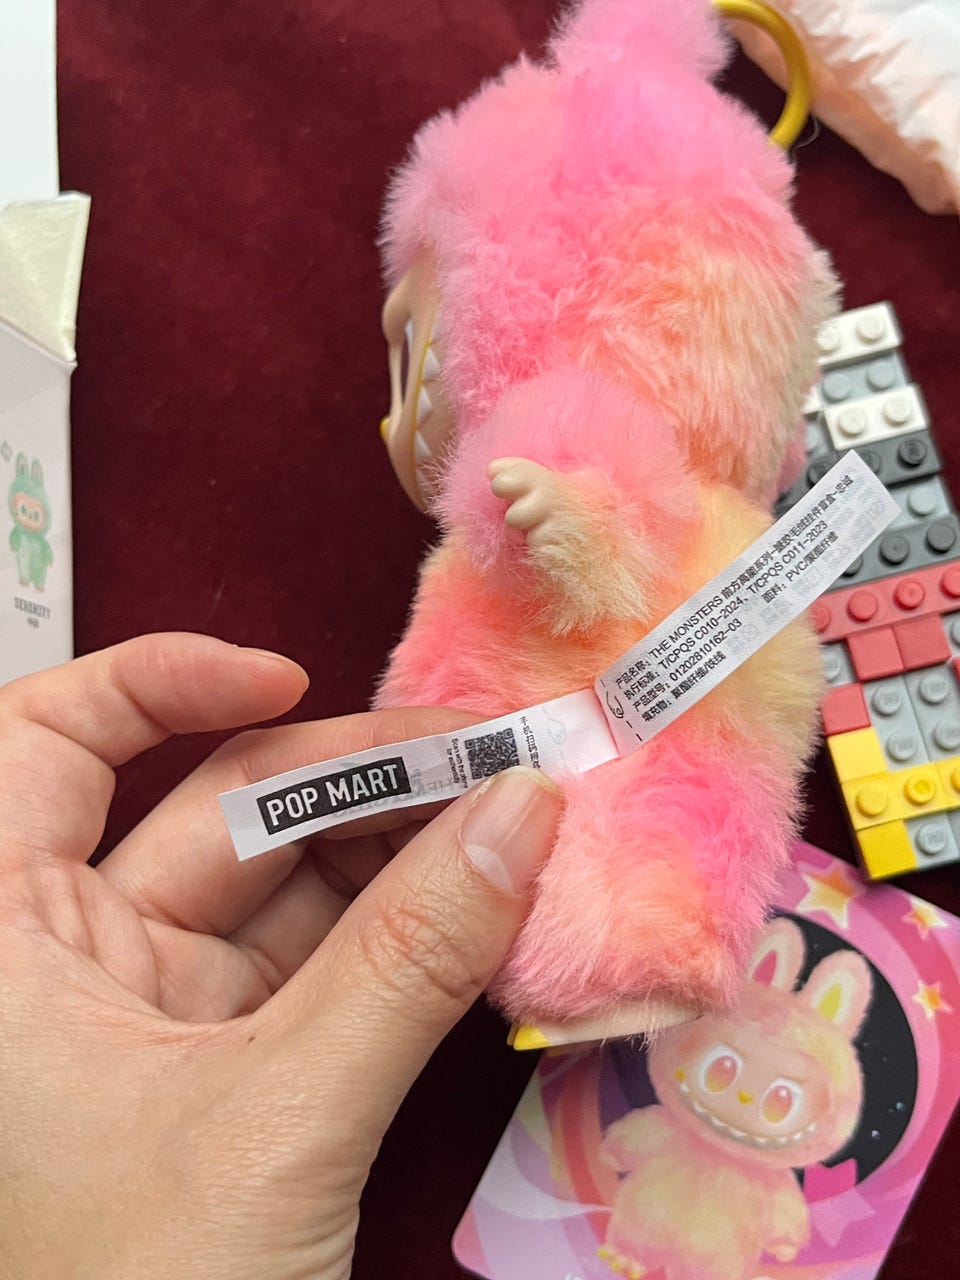 POP MART
产品名称：THE MONSTERS 前方高能系列-搪胶毛绒挂件盲盒-忠诚
执行标准：T/CPQS C010-2024、T/CPQS C011-2023
产品型号：01202810162-03
面料：PVC/聚酯纤维
填充物：聚酯纤维/铁线
SERENITY